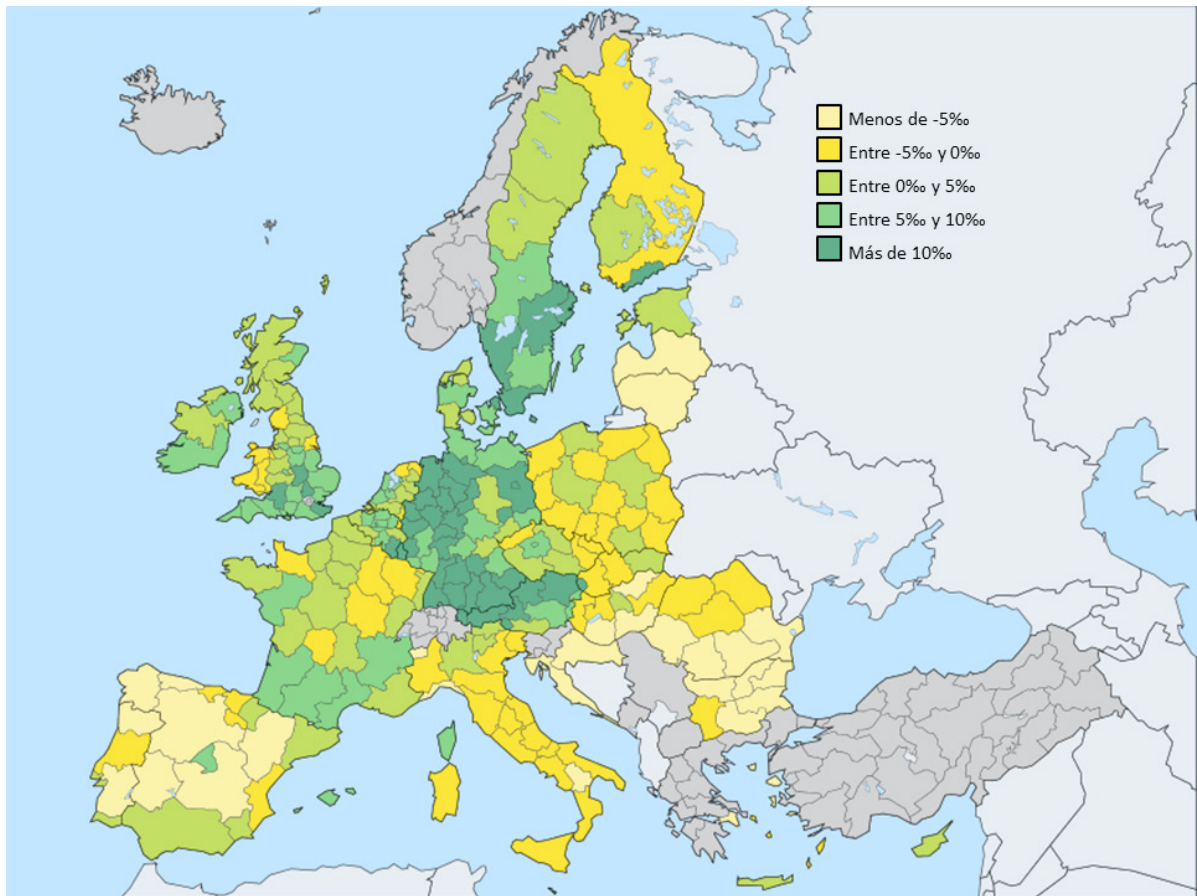 Menos de -5‰
Entre -5‰ y 0‰
Entre 0‰ y 5‰
Entre 5‰ y 10‰
Más de 10‰